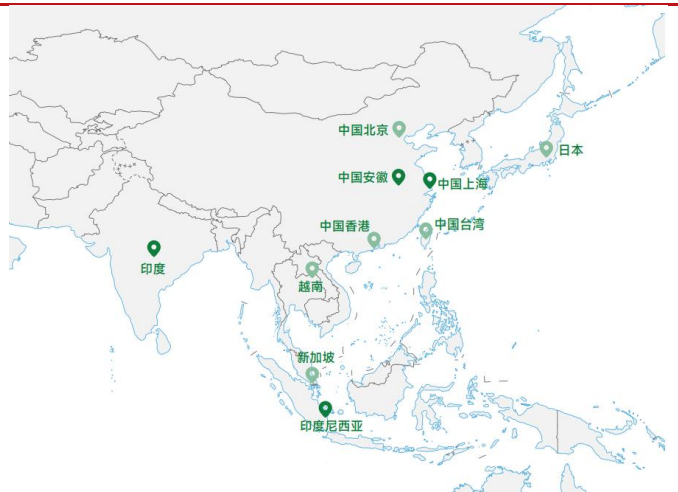 中国北京
日本
中国安徽
中国上海
中国香港
中国台湾
印度
越南
新加坡
印度尼西亚